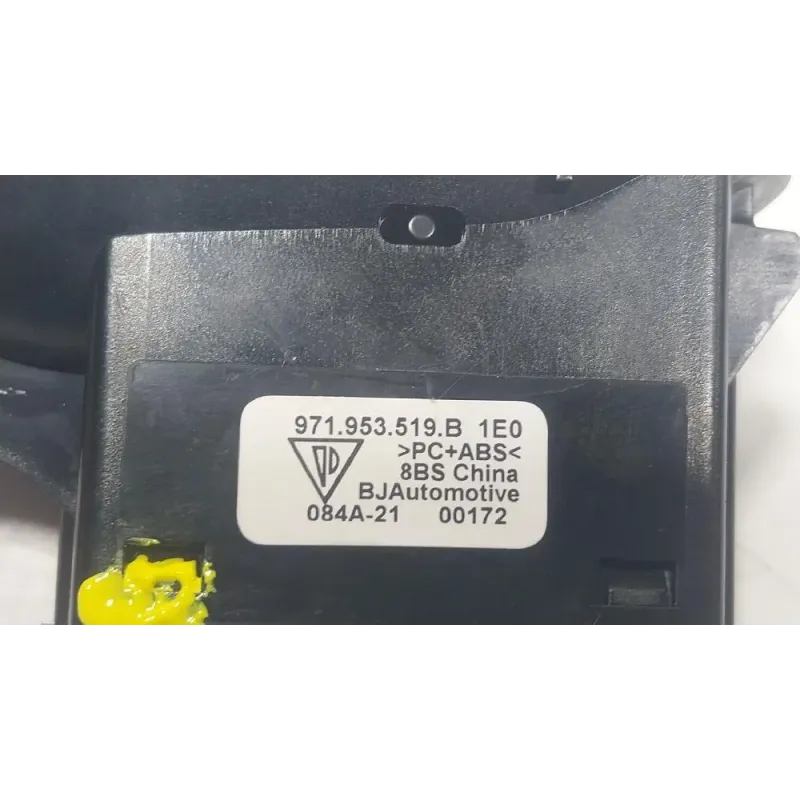 971.953.519.B 1E0
>PC+ABS<
8BS China
BJAutomotive
084A-21 00172